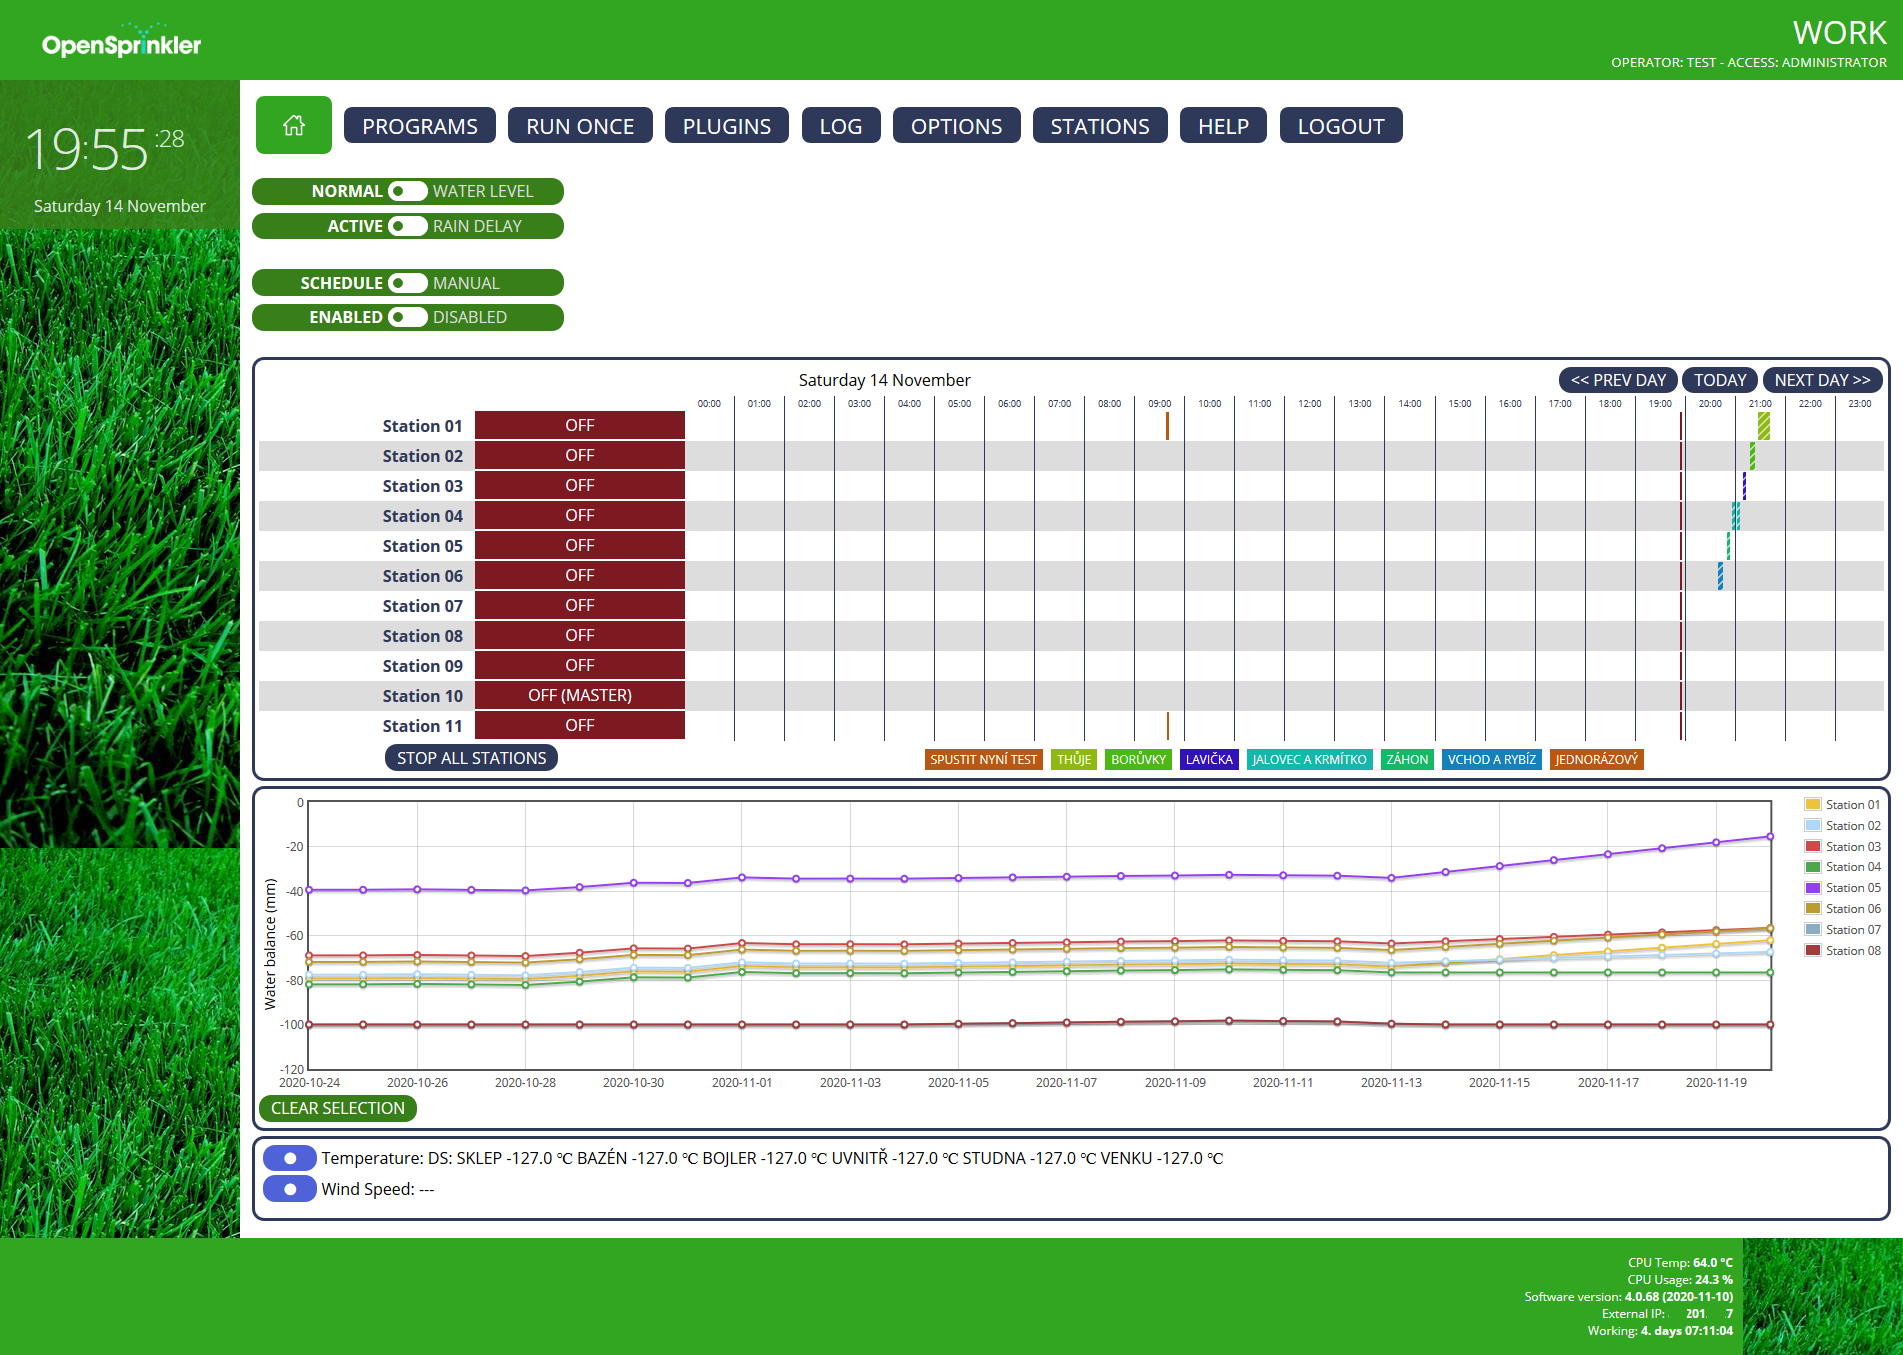 OpenSprinkler
WORK
OPERATOR: TEST - ACCESS: ADMINISTRATOR
19:55 :28
Saturday 14 November
PROGRAMS RUN ONCE PLUGINS LOG OPTIONS STATIONS HELP LOGOUT
NORMAL WATER LEVEL
ACTIVE RAIN DELAY
SCHEDULE MANUAL
ENABLED DISABLED
Saturday 14 November << PREV DAY TODAY NEXT DAY >>
00:00 01:00 02:00 03:00 04:00 05:00 06:00 07:00 08:00 09:00 10:00 11:00 12:00 13:00 14:00 15:00 16:00 17:00 18:00 19:00 20:00 21:00 22:00 23:00
Station 01 OFF
Station 02 OFF
Station 03 OFF
Station 04 OFF
Station 05 OFF
Station 06 OFF
Station 07 OFF
Station 08 OFF
Station 09 OFF
Station 10 OFF (MASTER)
Station 11 OFF
STOP ALL STATIONS SPUSTIT NYNÍ TEST THŮJE BORŮVKY LAVIČKA JALOVEC A KRMÍTKO ZÁHON VCHOD A RYBÍZ JEDNORÁZOVÝ
Water balance (mm)
0
-20
-40
-60
-80
-100
-120
2020-10-24 2020-10-26 2020-10-28 2020-10-30 2020-11-01 2020-11-03 2020-11-05 2020-11-07 2020-11-09 2020-11-11 2020-11-13 2020-11-15 2020-11-17 2020-11-19
Station 01
Station 02
Station 03
Station 04
Station 05
Station 06
Station 07
Station 08
CLEAR SELECTION
Temperature: DS: SKLEP -127.0 ℃ BAZÉN -127.0 ℃ BOJLER -127.0 ℃ UVNITŘ -127.0 ℃ STUDNA -127.0 ℃ VENKU -127.0 ℃
Wind Speed: ---
CPU Temp: 64.0 °C
CPU Usage: 24.3 %
Software version: 4.0.68 (2020-11-10)
External IP: 201 7
Working: 4. days 07:11:04